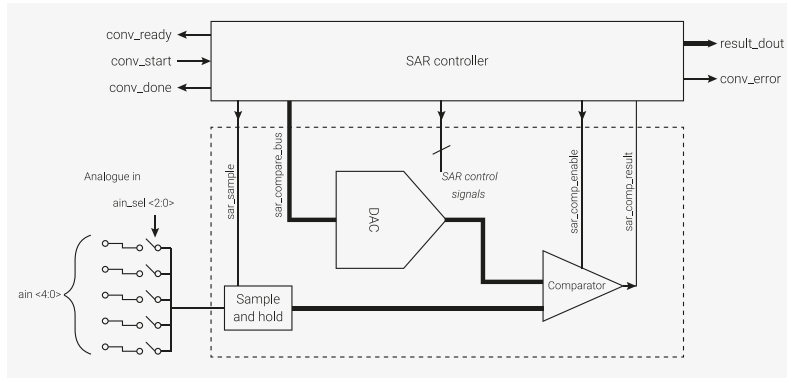 conv_ready
conv_start
conv_done
SAR controller
result_dout
conv_error
sar_sample
sar_compare_bus
SAR control
signals
sar_comp_enable
sar_comp_result
Analogue in
ain_sel <2:0>
DAC
ain <4:0>
Sample
and hold
Comparator